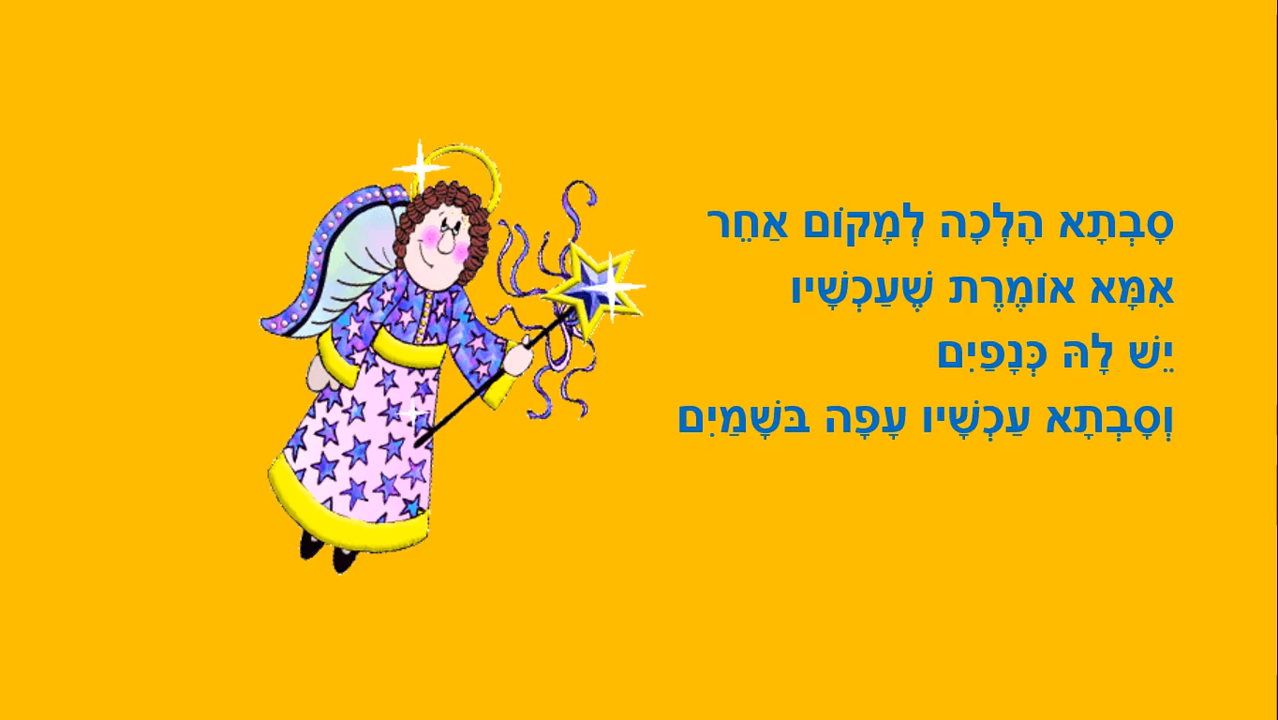 סָבְתָא הָלְכָה לְמָקוֹם אַחֵר
אִמָּא אוֹמֶרֶת שֶׁעַכְשָׁיו
יֵשׁ לָהּ כְּנָפַיִם
וְסָבְתָא עַכְשָׁיו עָפָה בּשָּׁמַיִם